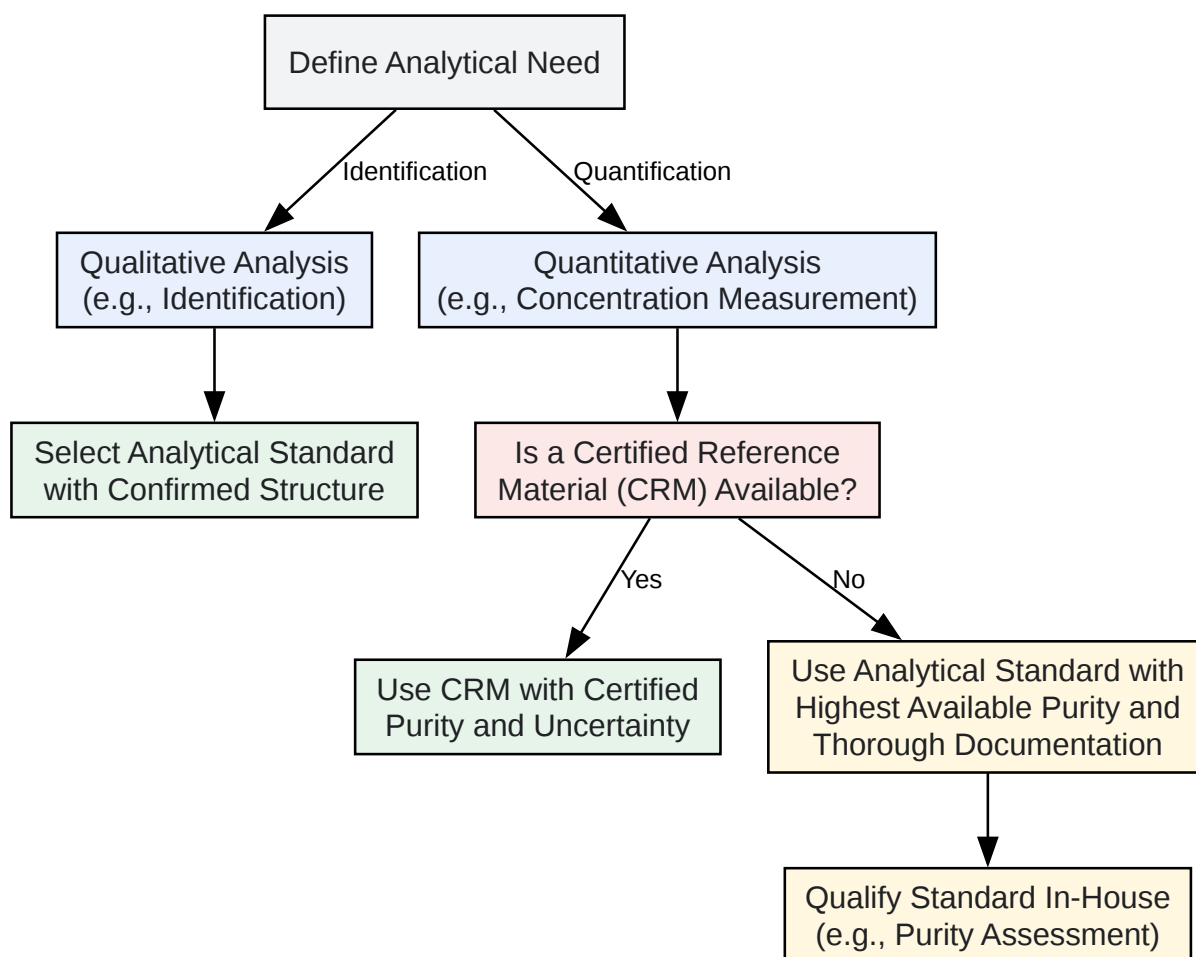 Define Analytical Need
Identification
Quantification
Qualitative Analysis
(e.g., Identification)
Quantitative Analysis
(e.g., Concentration Measurement)
Select Analytical Standard
with Confirmed Structure
Is a Certified Reference
Material (CRM) Available?
Yes
No
Use CRM with Certified
Purity and Uncertainty
Use Analytical Standard with
Highest Available Purity and
Thorough Documentation
Qualify Standard In-House
(e.g., Purity Assessment)